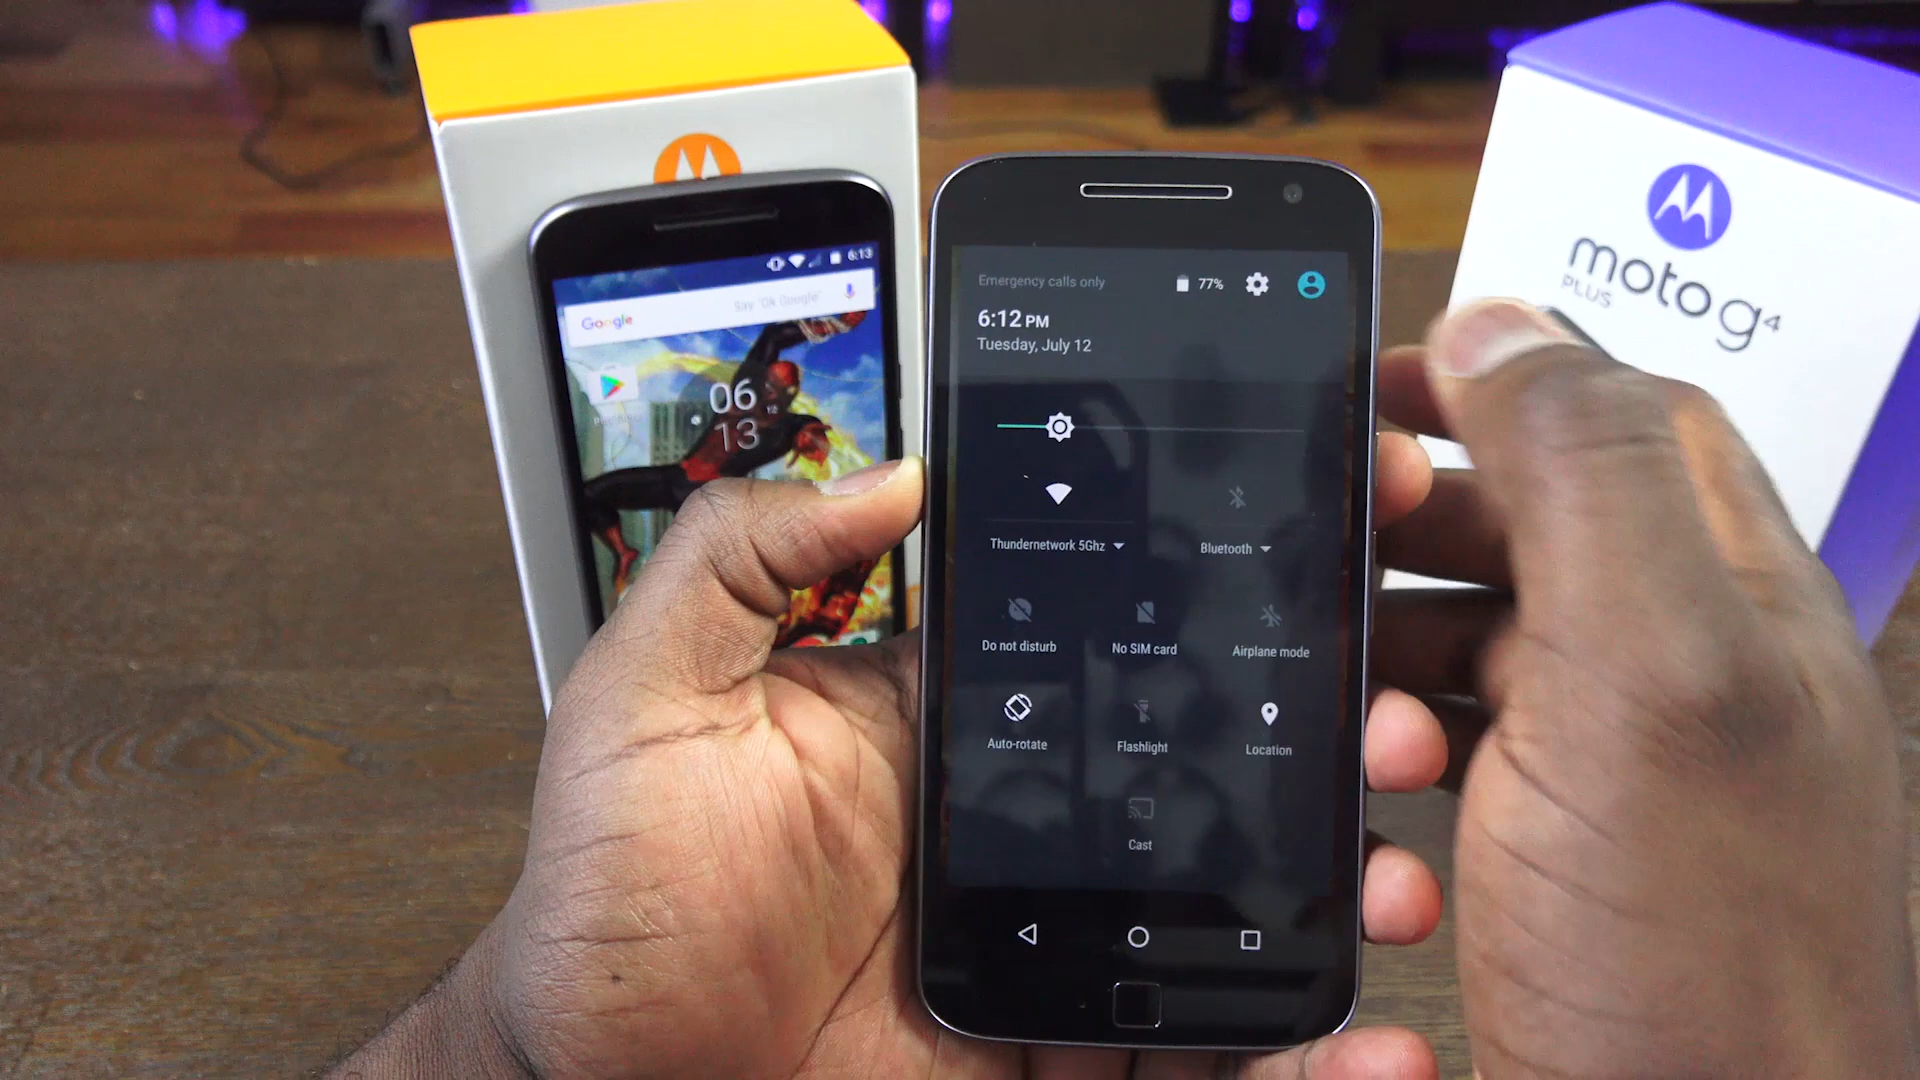 6:13
Google
Say "Ok Google"
06
13
Emergency calls only
77%
6:12 PM
Tuesday, July 12
Thundernetwork 5Ghz
Bluetooth
Do not disturb
No SIM card
Airplane mode
Auto-rotate
Flashlight
Location
Cast
moto g4
PLUS